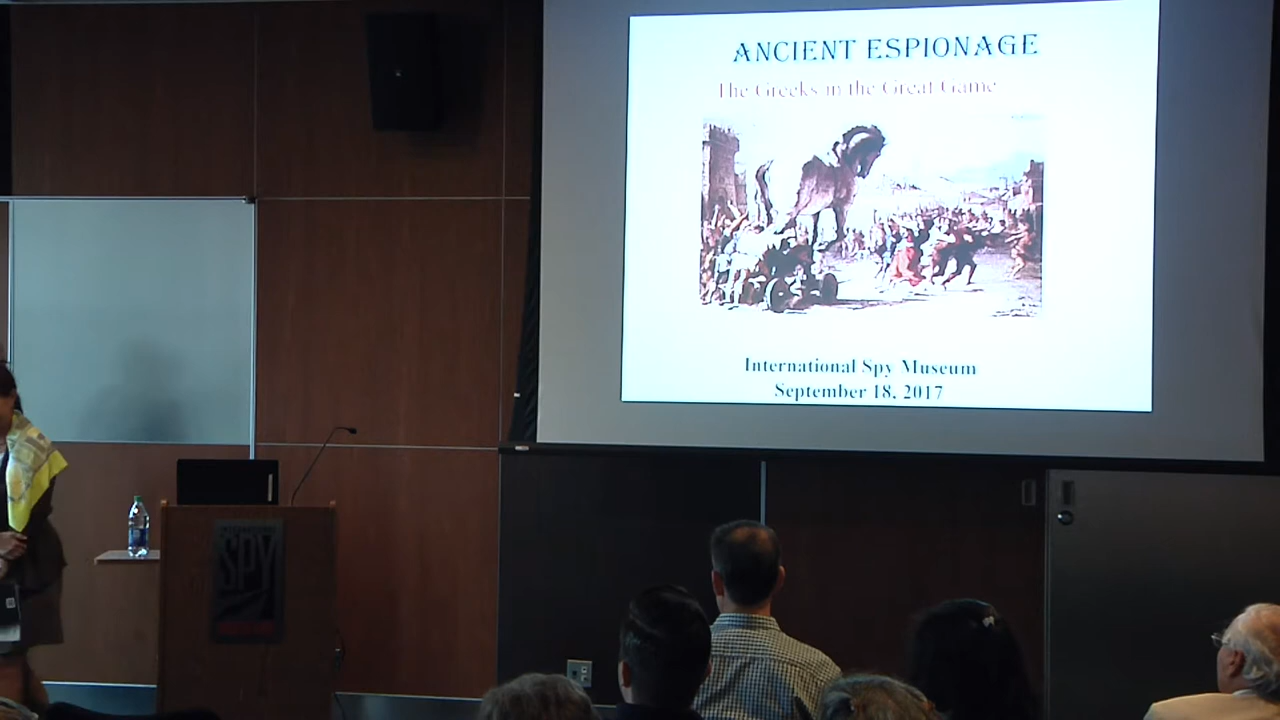 ANCIENT ESPIONAGE
The Greeks in the Great Game
International Spy Museum
September 18, 2017
SPY